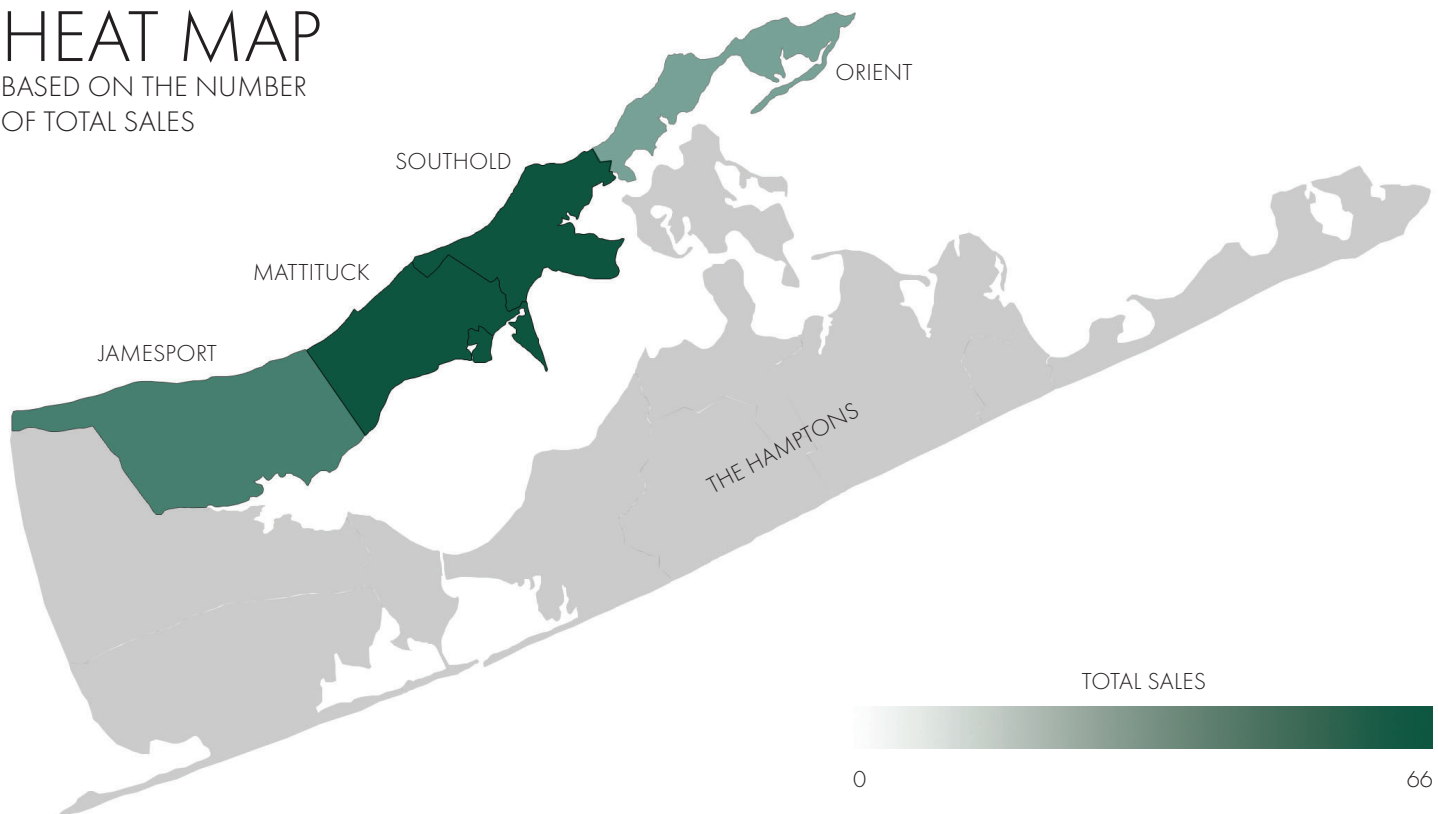 HEAT MAP
BASED ON THE NUMBER
OF TOTAL SALES
ORIENT
SOUTHOLD
MATTITUCK
JAMESPORT
THE HAMPTONS
TOTAL SALES
0
66